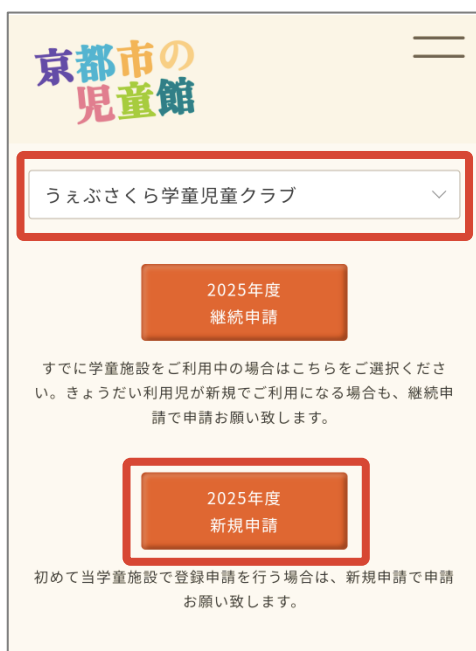 京都市の
児童館
うぇぶさくら学童児童クラブ
2025年度
継続申請
すでに学童施設をご利用中の場合はこちらをご選択くださ
い。きょうだい利用児が新規でご利用になる場合も、継続申
請で申請お願い致します。
2025年度
新規申請
初めて当学童施設で登録申請を行う場合は、新規申請で申請
お願い致します。